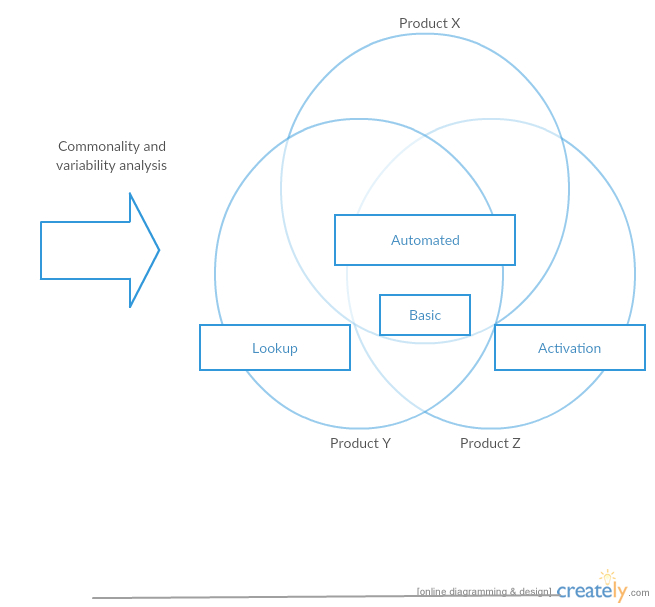 Product X
Commonality and
variability analysis
Automated
Basic
Lookup
Activation
Product Y
Product Z
[online diagramming & design] creately.com